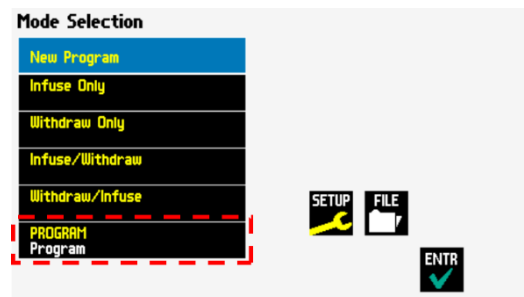 Mode Selection
New Program
Infuse Only
Withdraw Only
Infuse/Withdraw
Withdraw/Infuse
PROGRAM
Program
SETUP
FILE
ENTR